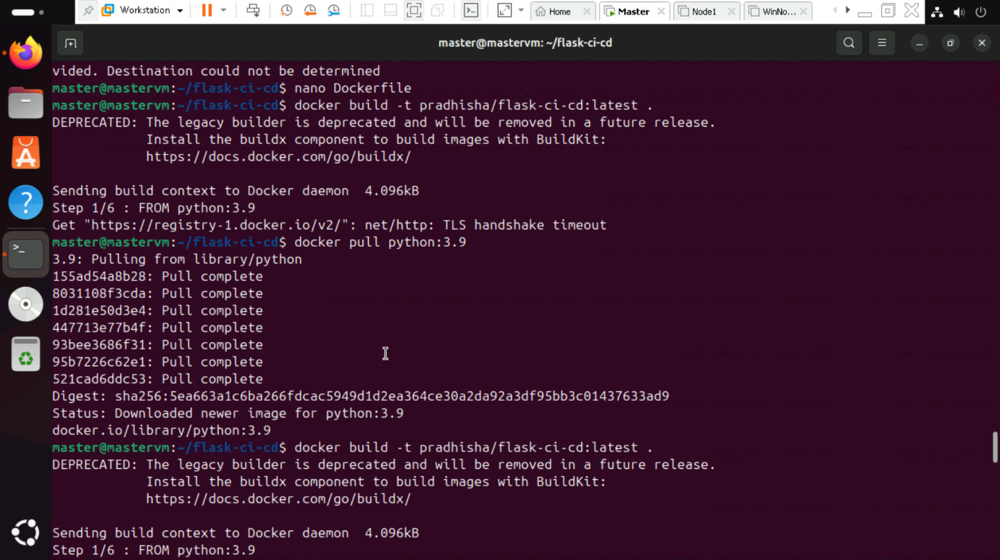 Workstation
Home
Master
Node1
WinNo...
master@mastervm: ~/flask-ci-cd
vided. Destination could not be determined
master@mastervm:~/flask-ci-cd$ nano Dockerfile
master@mastervm:~/flask-ci-cd$ docker build -t pradhisha/flask-ci-cd:latest .
DEPRECATED: The legacy builder is deprecated and will be removed in a future release.
Install the buildx component to build images with BuildKit:
https://docs.docker.com/go/buildx/
Sending build context to Docker daemon  4.096kB
Step 1/6 : FROM python:3.9
Get "https://registry-1.docker.io/v2/": net/http: TLS handshake timeout
master@mastervm:~/flask-ci-cd$ docker pull python:3.9
3.9: Pulling from library/python
155ad54a8b28: Pull complete
8031108f3cda: Pull complete
1d281e50d3e4: Pull complete
447713e77b4f: Pull complete
93bee3686f31: Pull complete
95b7226c62e1: Pull complete
521cad6ddc53: Pull complete
Digest: sha256:5ea663a1c6ba266fdcac5949d1d2ea364ce30a2da92a3df95bb3c01437633ad9
Status: Downloaded newer image for python:3.9
docker.io/library/python:3.9
master@mastervm:~/flask-ci-cd$ docker build -t pradhisha/flask-ci-cd:latest .
DEPRECATED: The legacy builder is deprecated and will be removed in a future release.
Install the buildx component to build images with BuildKit:
https://docs.docker.com/go/buildx/
Sending build context to Docker daemon  4.096kB
Step 1/6 : FROM python:3.9